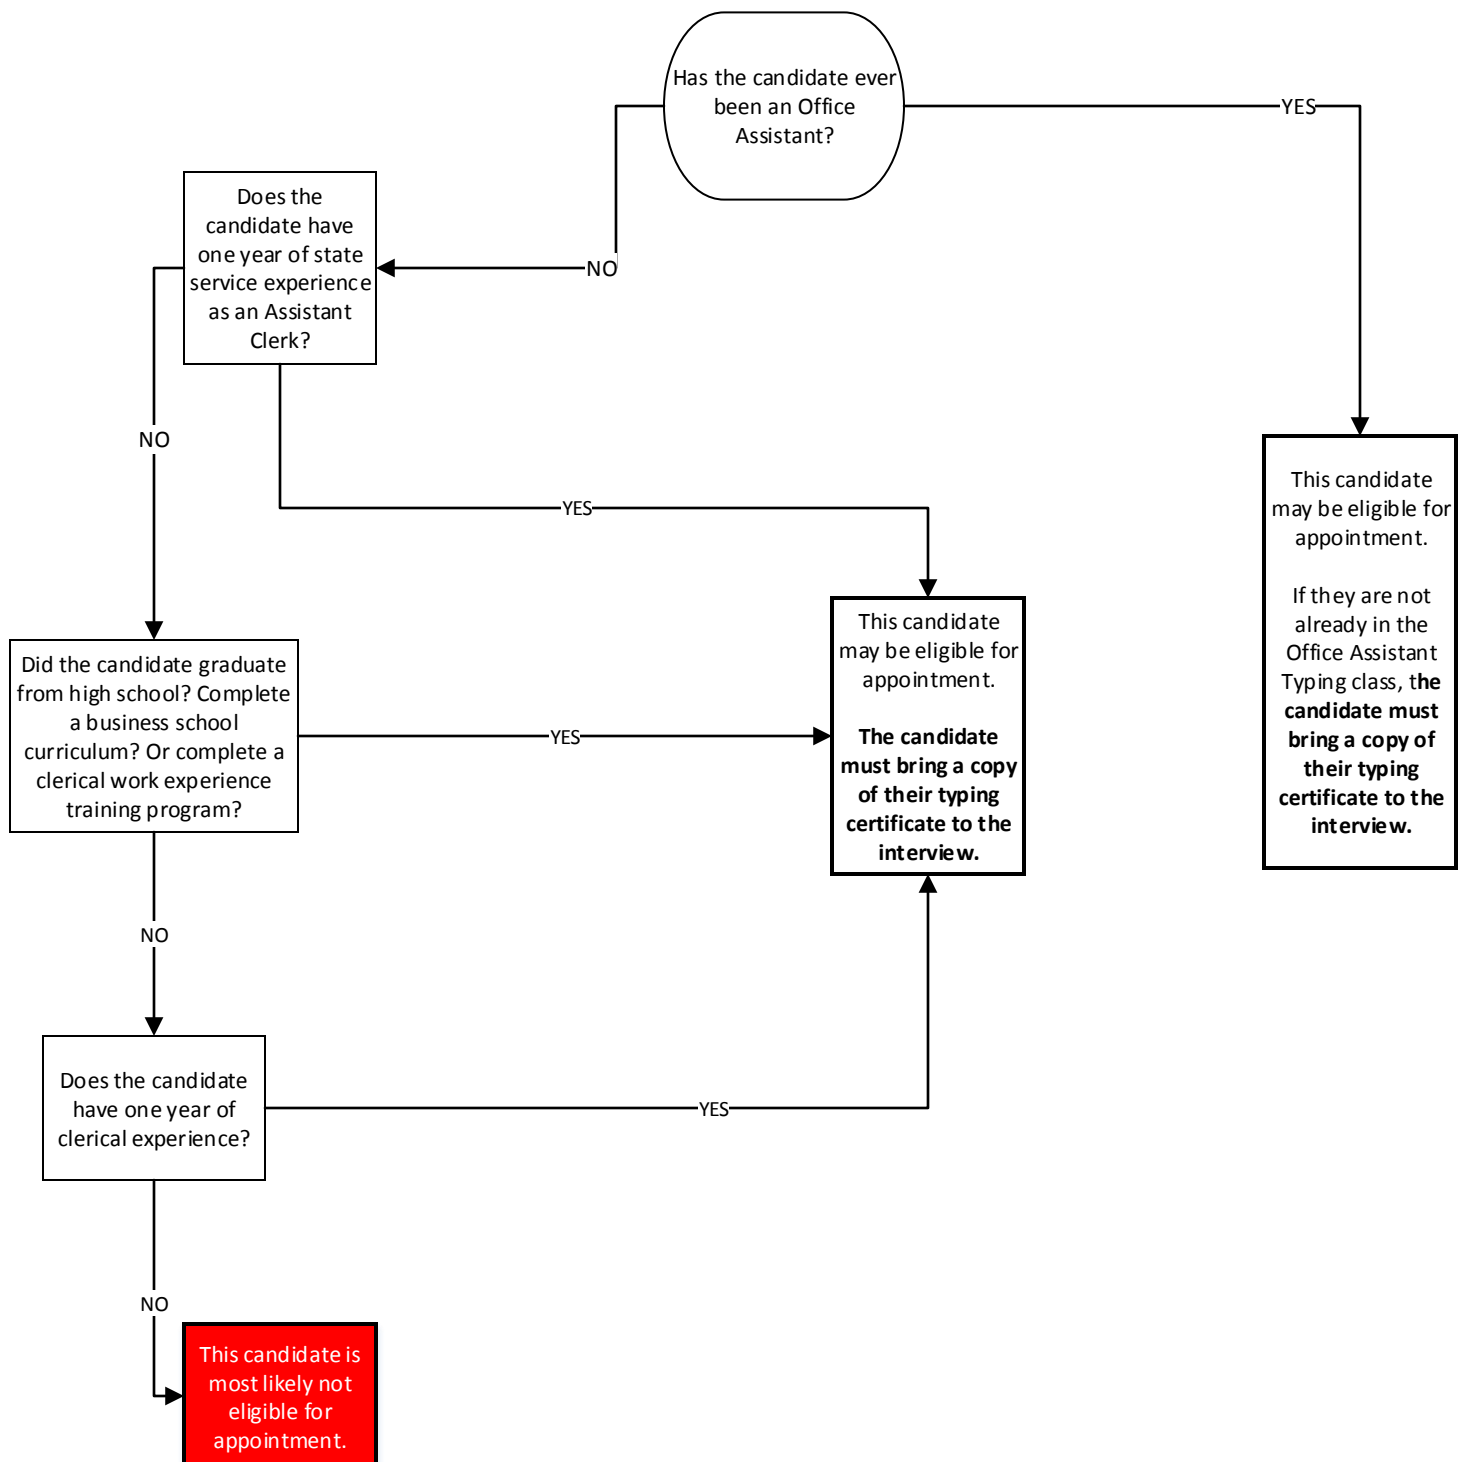 Has the candidate ever
been an Office
Assistant?
YES
NO
Does the
candidate have
one year of state
service experience
as an Assistant
Clerk?
NO
YES
This candidate
may be eligible for
appointment.
If they are not
already in the
Office Assistant
Typing class, the
candidate must
bring a copy of
their typing
certificate to the
interview.
This candidate
may be eligible for
appointment.
The candidate
must bring a copy
of their typing
certificate to the
interview.
Did the candidate graduate
from high school? Complete
a business school
curriculum? Or complete a
clerical work experience
training program?
YES
NO
Does the candidate
have one year of
clerical experience?
YES
NO
This candidate is
most likely not
eligible for
appointment.